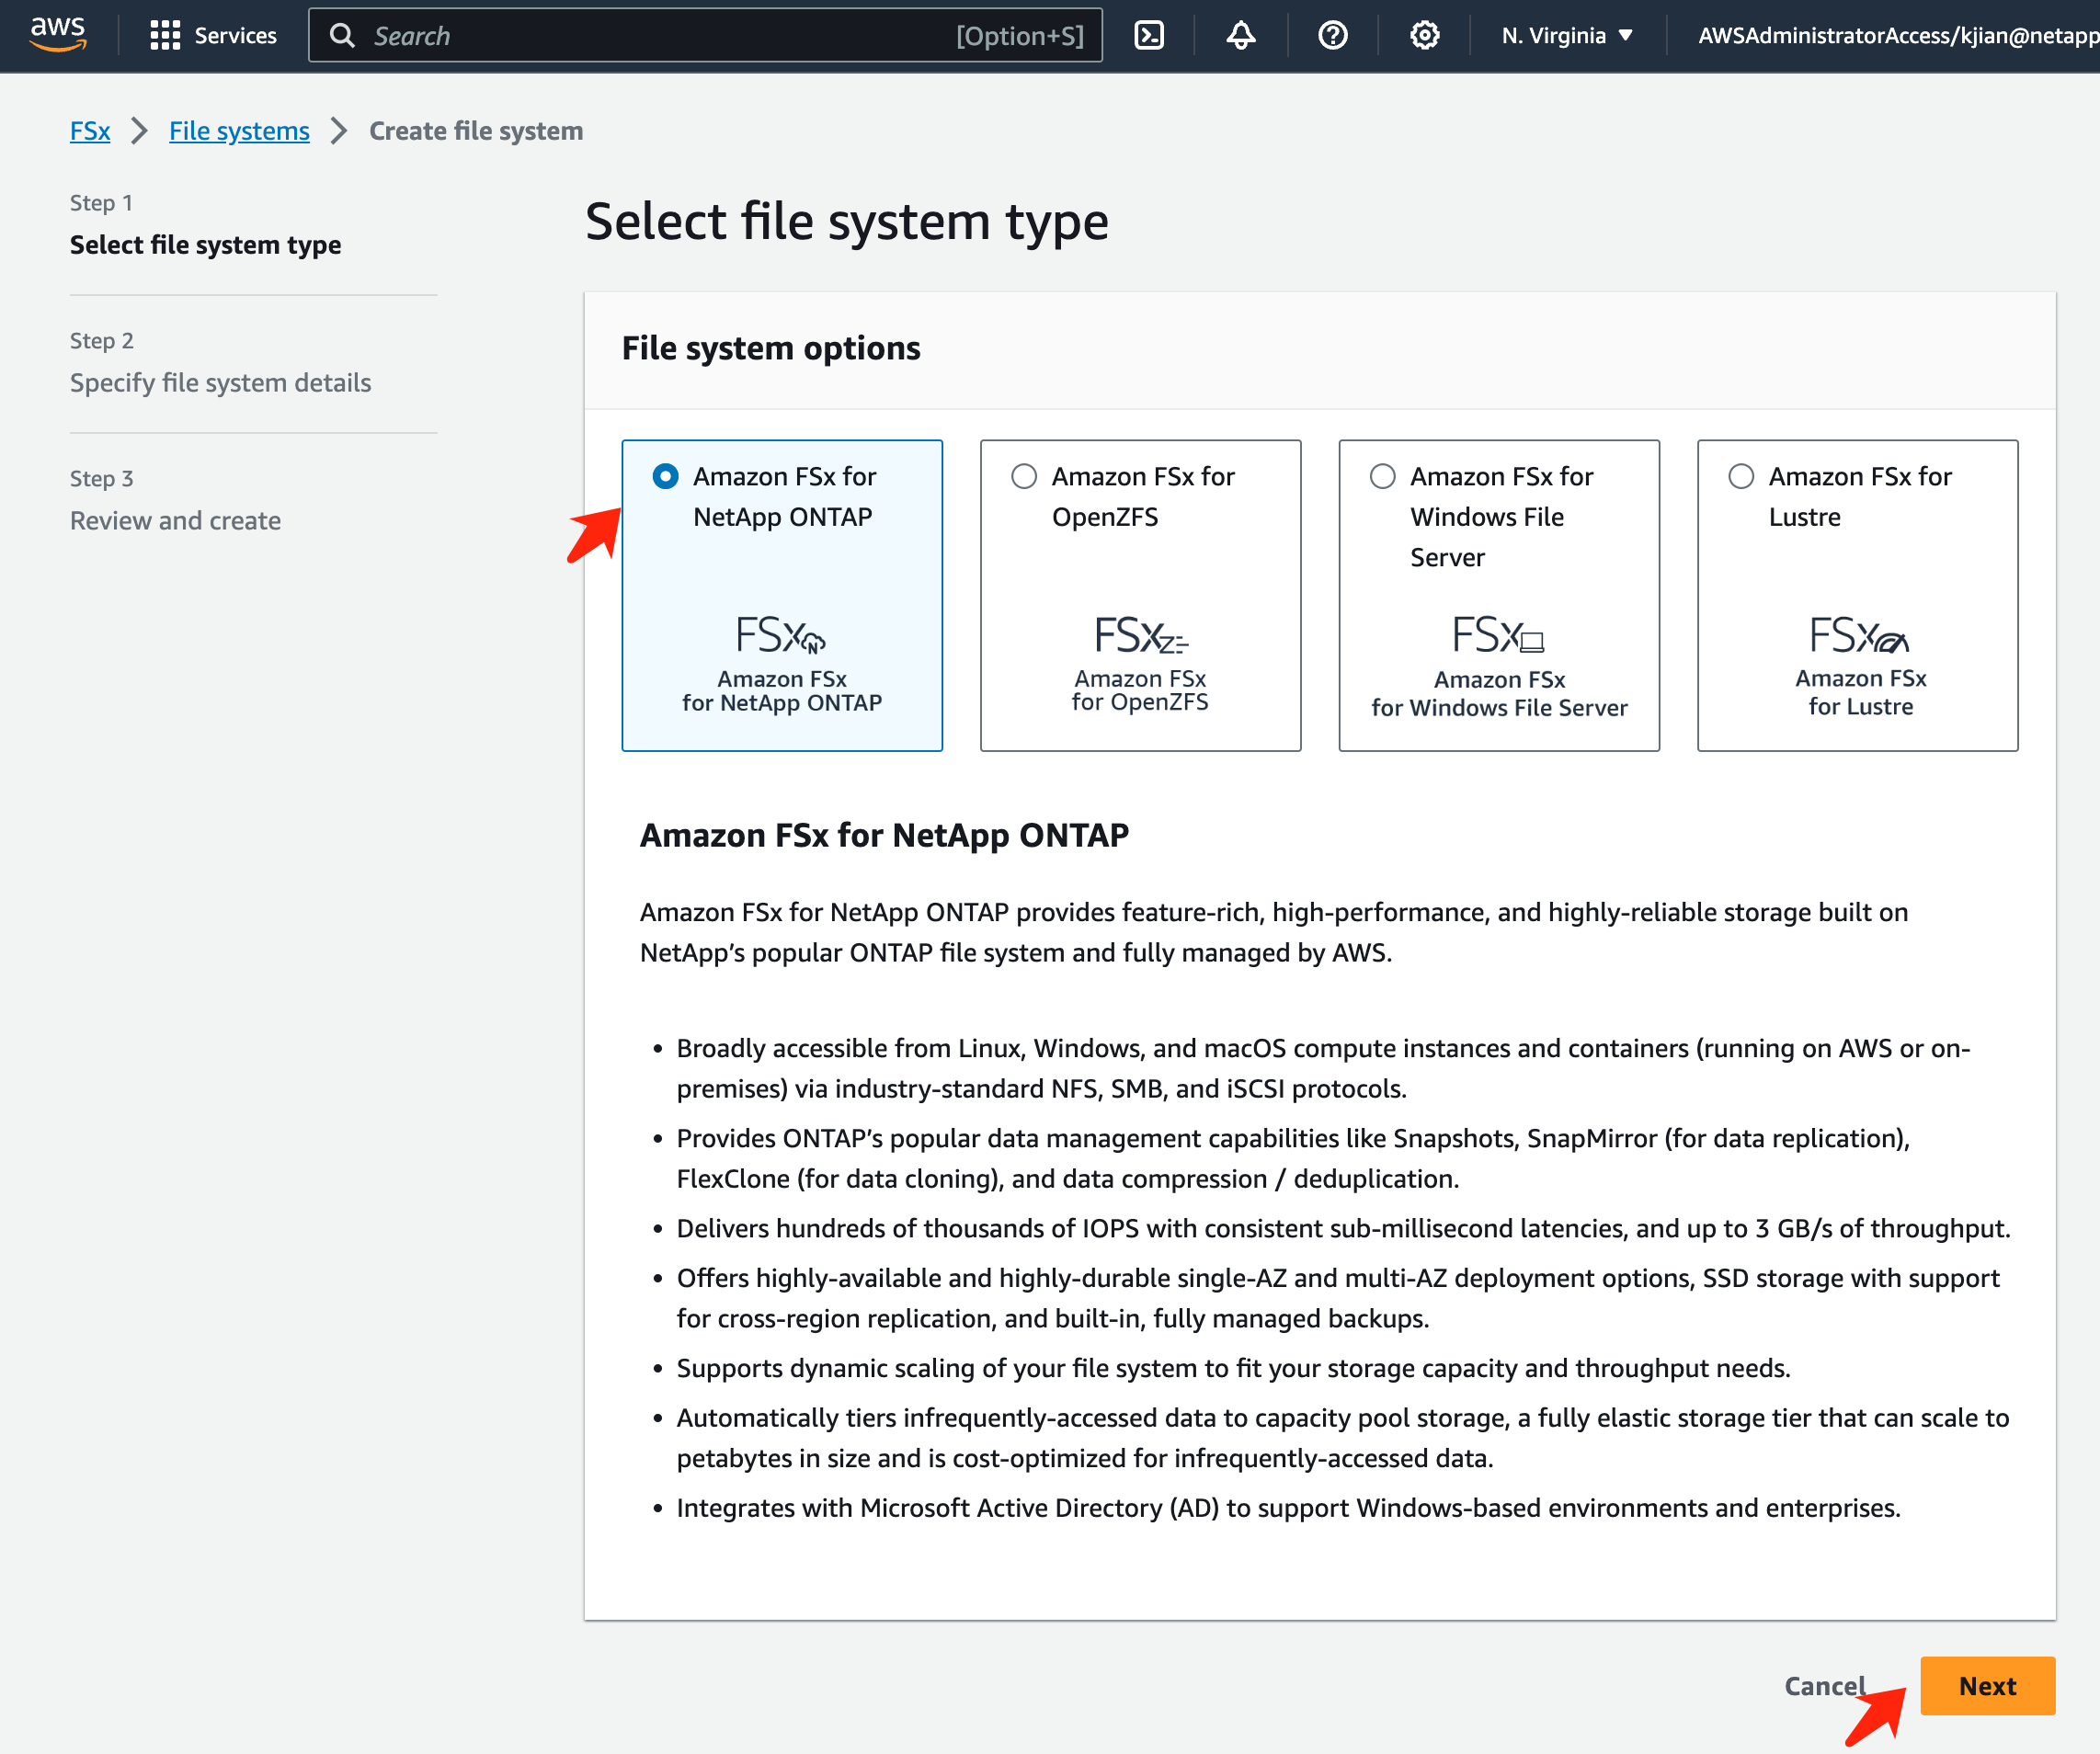 aws
Services
Search
[Option+S]
N. Virginia
AWSAdministratorAccess/kjian@netapp
FSx
File systems
Create file system
Step 1
Select file system type
Step 2
Specify file system details
Step 3
Review and create
Select file system type
File system options
Amazon FSx for
NetApp ONTAP
FSx N
Amazon FSx
for NetApp ONTAP
Amazon FSx for
OpenZFS
FSx Z
Amazon FSx
for OpenZFS
Amazon FSx for
Windows File
Server
FSx
Amazon FSx
for Windows File Server
Amazon FSx for
Lustre
FSx
Amazon FSx
for Lustre
Amazon FSx for NetApp ONTAP
Amazon FSx for NetApp ONTAP provides feature-rich, high-performance, and highly-reliable storage built on
NetApp’s popular ONTAP file system and fully managed by AWS.
• Broadly accessible from Linux, Windows, and macOS compute instances and containers (running on AWS or on-
premises) via industry-standard NFS, SMB, and iSCSI protocols.
• Provides ONTAP’s popular data management capabilities like Snapshots, SnapMirror (for data replication),
FlexClone (for data cloning), and data compression / deduplication.
• Delivers hundreds of thousands of IOPS with consistent sub-millisecond latencies, and up to 3 GB/s of throughput.
• Offers highly-available and highly-durable single-AZ and multi-AZ deployment options, SSD storage with support
for cross-region replication, and built-in, fully managed backups.
• Supports dynamic scaling of your file system to fit your storage capacity and throughput needs.
• Automatically tiers infrequently-accessed data to capacity pool storage, a fully elastic storage tier that can scale to
petabytes in size and is cost-optimized for infrequently-accessed data.
• Integrates with Microsoft Active Directory (AD) to support Windows-based environments and enterprises.
Cancel
Next